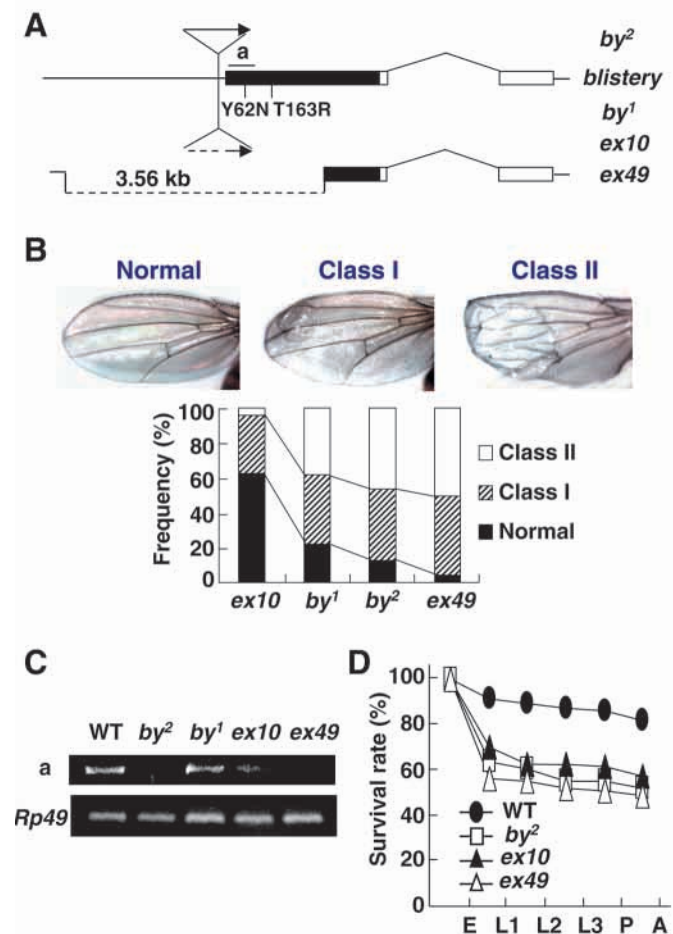 A
by²
a
blistery
Y62N T163R
by¹
ex10
3.56 kb
ex49
B
Normal Class I Class II
Frequency (%)
100
80
60
40
20
0
Class II
Class I
Normal
ex10 by¹ by² ex49
C
WT by² by¹ ex10 ex49
a
Rp49
D
Survival rate (%)
100
80
60
40
20
0
WT
by²
ex10
ex49
E L1 L2 L3 P A